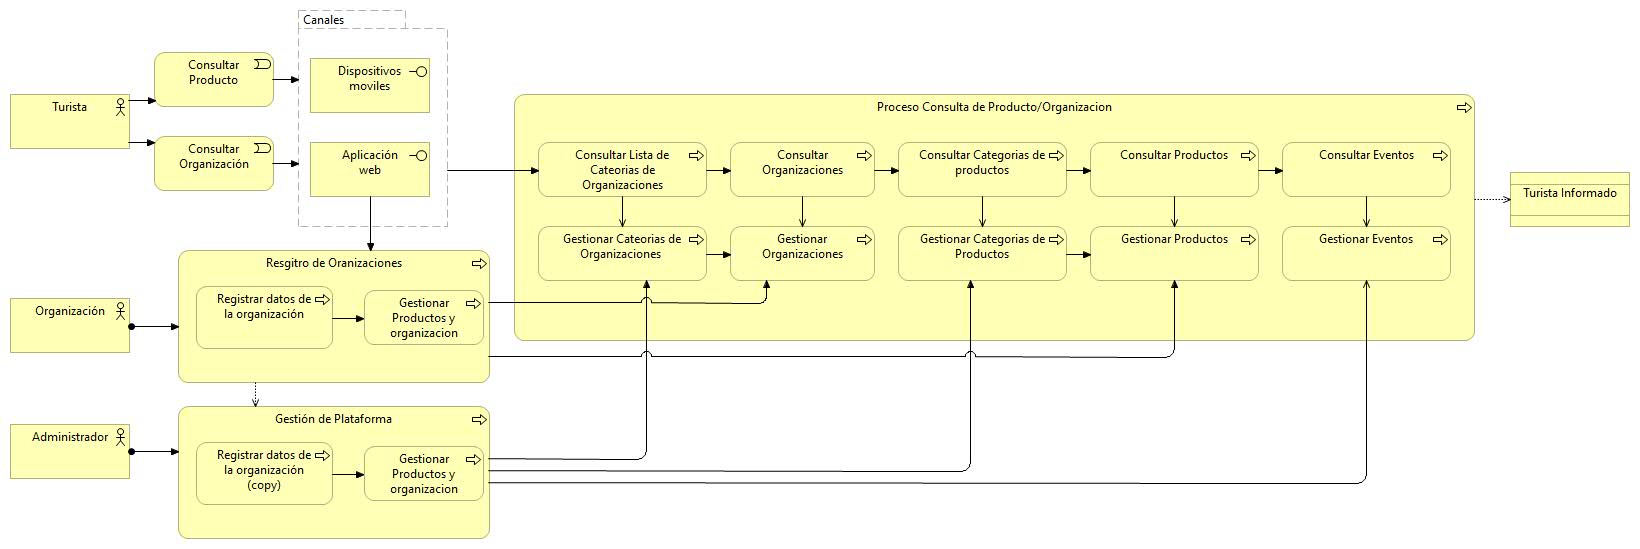 Canales
Consultar
Producto
Dispositivos
moviles
Turista
Consultar
Organización
Aplicación
web
Proceso Consulta de Producto/Organizacion
Consultar Lista de
Cateorias de
Organizaciones
Consultar
Organizaciones
Consultar Categorias de
productos
Consultar Productos
Consultar Eventos
Turista Informado
Gestionar Cateorias de
Organizaciones
Gestionar
Organizaciones
Gestionar Categorias de
Productos
Gestionar Productos
Gestionar Eventos
Resgitro de Oranizaciones
Organización
Registrar datos de
la organización
Gestionar
Productos y
organizacion
Gestión de Plataforma
Administrador
Registrar datos de
la organización
(copy)
Gestionar
Productos y
organizacion